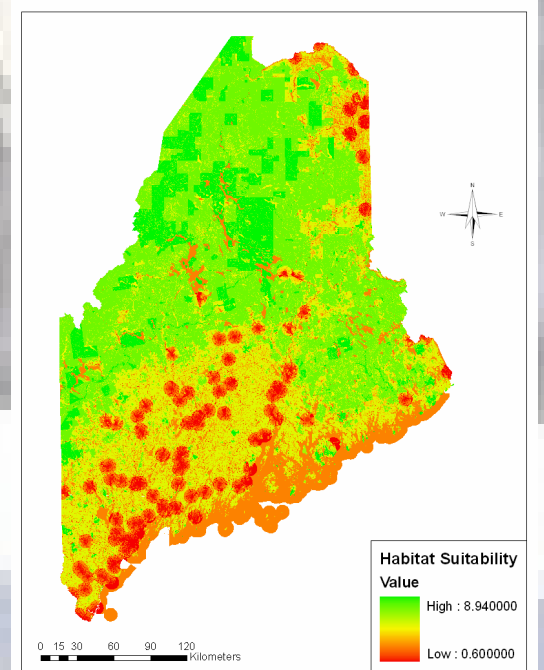 N
W E
S
Habitat Suitability
Value
High : 8.940000
Low : 0.600000
0 15 30 60 90 120
Kilometers